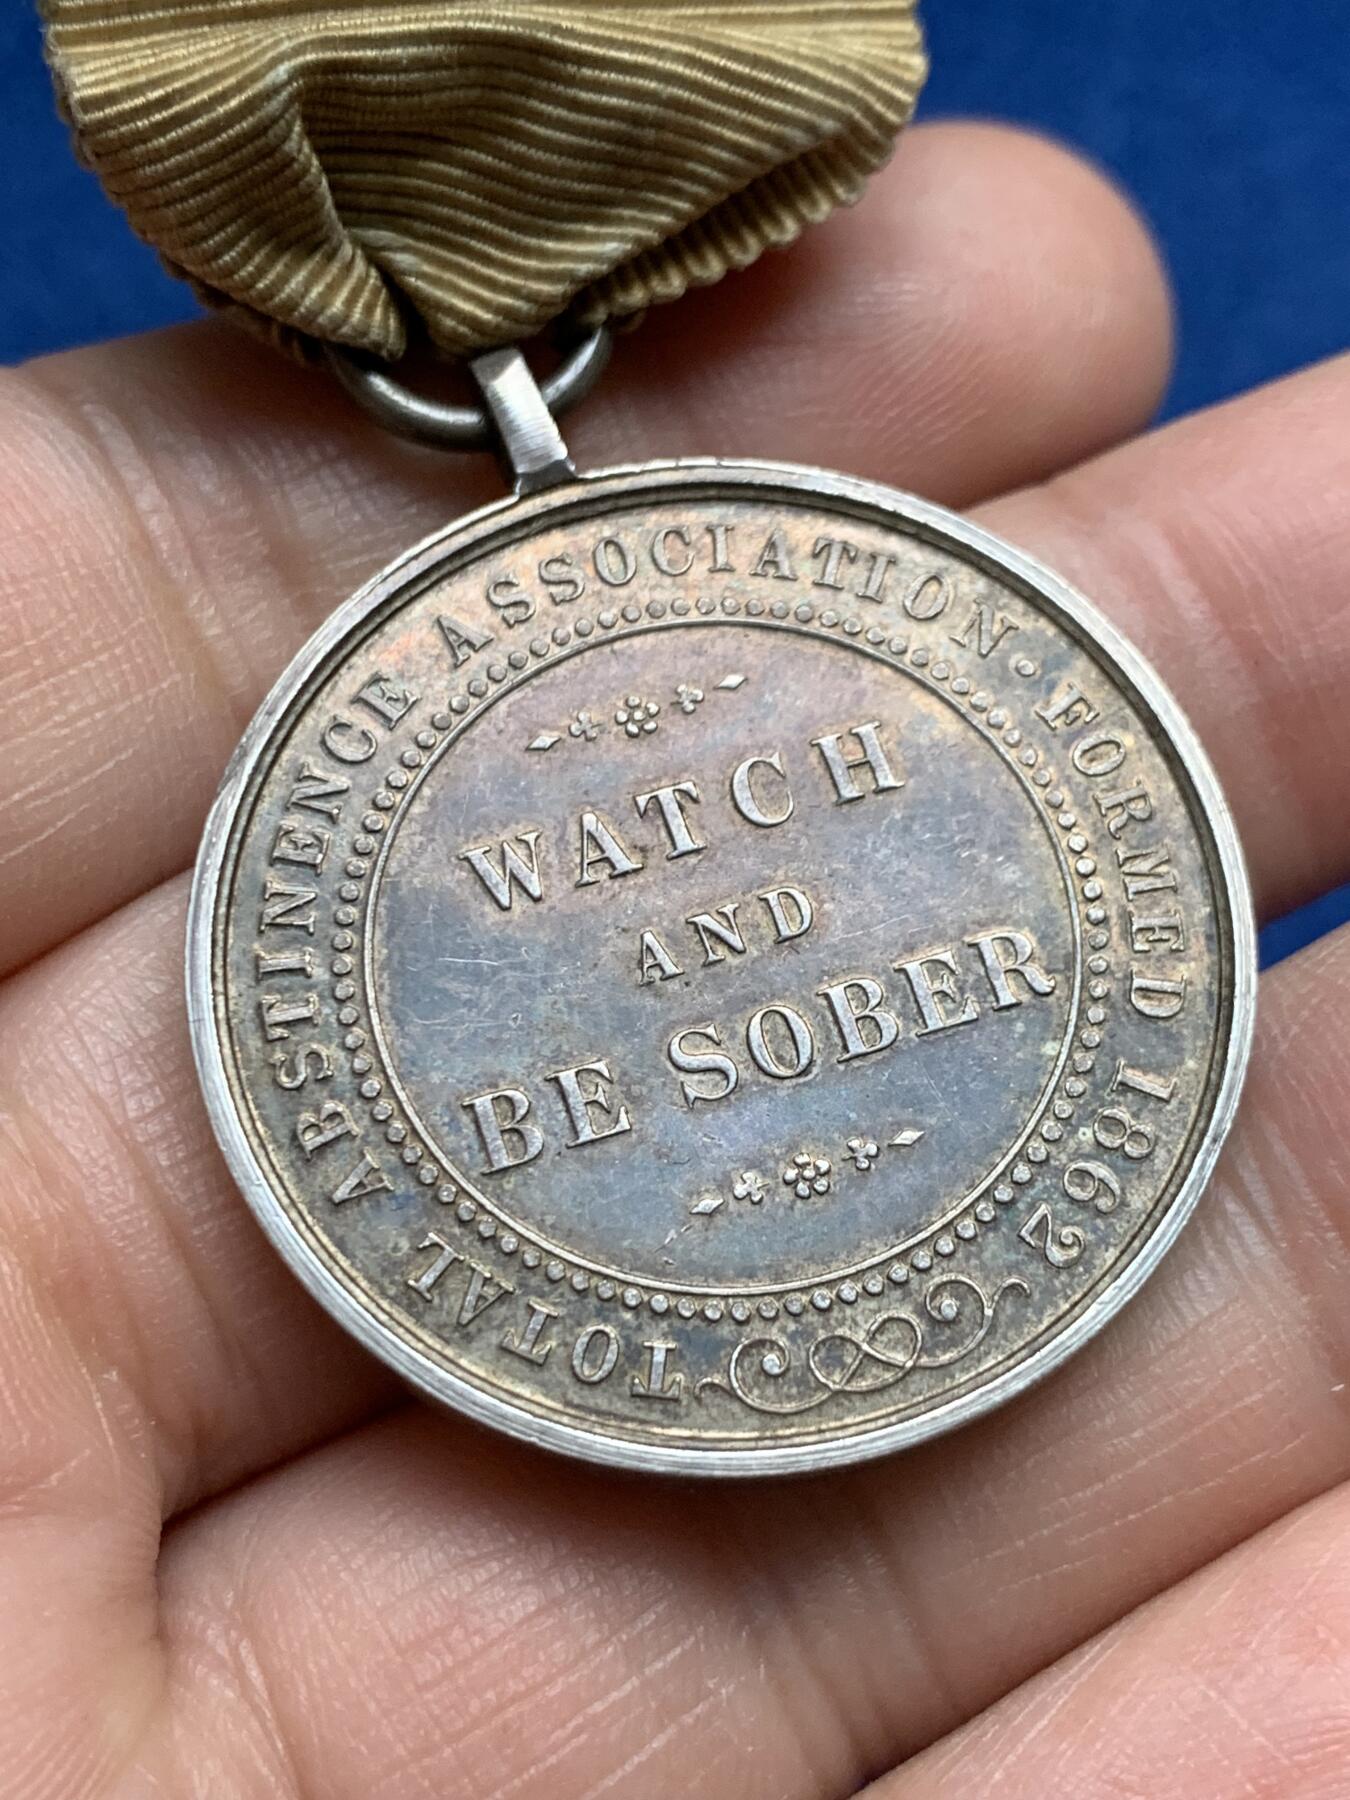 TOTAL ABSTINENCE ASSOCIATION · FORMED 1862
WATCH
AND
BE SOBER